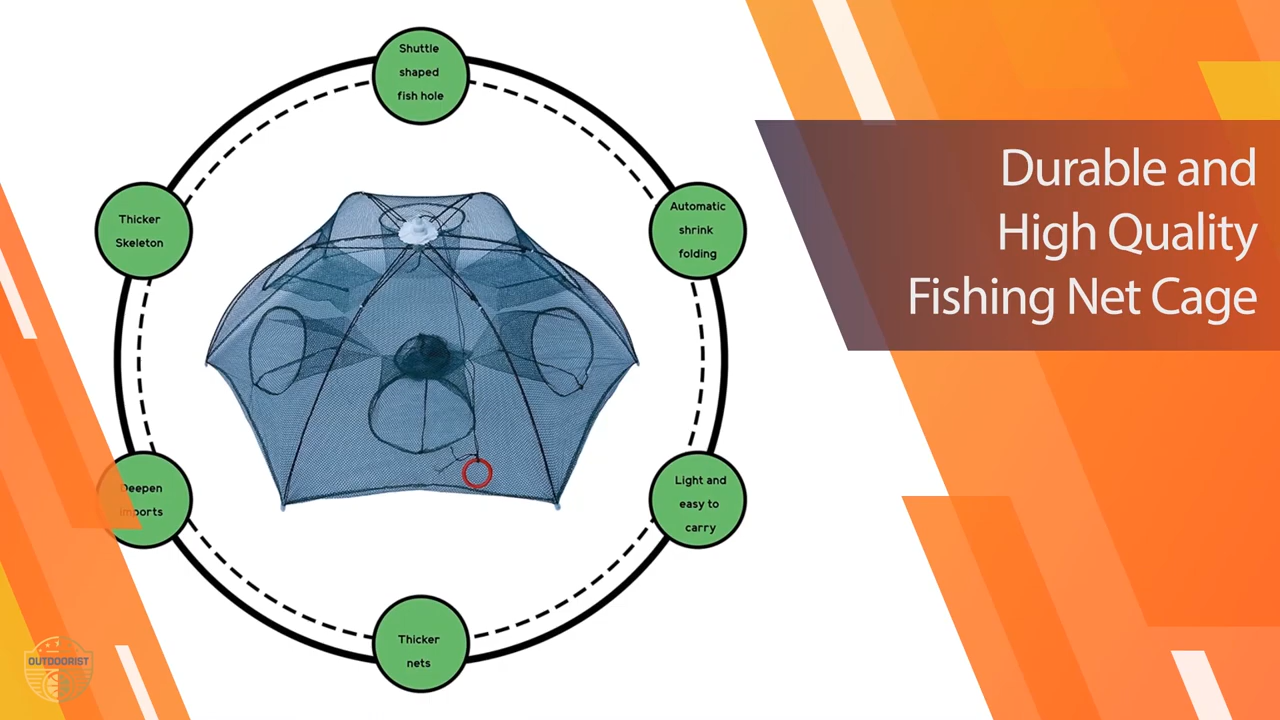 Shuttle
shaped
fish hole
Thicker
Skeleton
Automatic
shrink
folding
Deepen
imports
Light and
easy to
carry
Thicker
nets
Durable and
High Quality
Fishing Net Cage
OUTDOORIST